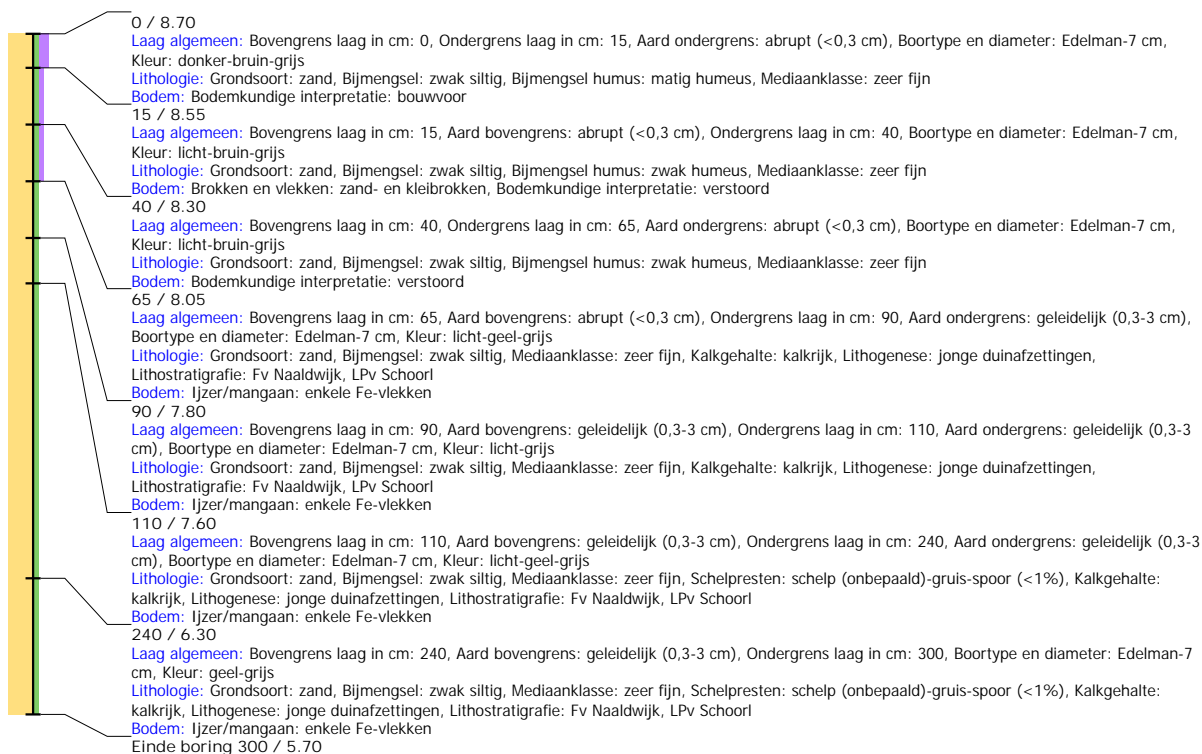 0 / 8.70
Laag algemeen: Bovengrens laag in cm: 0, Ondergrens laag in cm: 15, Aard ondergrens: abrupt (<0,3 cm), Boortype en diameter: Edelman-7 cm,
Kleur: donker-bruin-grijs
Lithologie: Grondsoort: zand, Bijmengsel: zwak siltig, Bijmengsel humus: matig humeus, Mediaanklasse: zeer fijn
Bodem: Bodemkundige interpretatie: bouwvoor
15 / 8.55
Laag algemeen: Bovengrens laag in cm: 15, Aard bovengrens: abrupt (<0,3 cm), Ondergrens laag in cm: 40, Boortype en diameter: Edelman-7 cm,
Kleur: licht-bruin-grijs
Lithologie: Grondsoort: zand, Bijmengsel: zwak siltig, Bijmengsel humus: zwak humeus, Mediaanklasse: zeer fijn
Bodem: Brokken en vlekken: zand- en kleibrokken, Bodemkundige interpretatie: verstoord
40 / 8.30
Laag algemeen: Bovengrens laag in cm: 40, Ondergrens laag in cm: 65, Aard ondergrens: abrupt (<0,3 cm), Boortype en diameter: Edelman-7 cm,
Kleur: licht-bruin-grijs
Lithologie: Grondsoort: zand, Bijmengsel: zwak siltig, Bijmengsel humus: zwak humeus, Mediaanklasse: zeer fijn
Bodem: Bodemkundige interpretatie: verstoord
65 / 8.05
Laag algemeen: Bovengrens laag in cm: 65, Aard bovengrens: abrupt (<0,3 cm), Ondergrens laag in cm: 90, Aard ondergrens: geleidelijk (0,3-3 cm),
Boortype en diameter: Edelman-7 cm, Kleur: licht-geel-grijs
Lithologie: Grondsoort: zand, Bijmengsel: zwak siltig, Mediaanklasse: zeer fijn, Kalkgehalte: kalkrijk, Lithogenese: jonge duinafzettingen,
Lithostratigrafie: Fv Naaldwijk, LPv Schoorl
Bodem: Ijzer/mangaan: enkele Fe-vlekken
90 / 7.80
Laag algemeen: Bovengrens laag in cm: 90, Aard bovengrens: geleidelijk (0,3-3 cm), Ondergrens laag in cm: 110, Aard ondergrens: geleidelijk (0,3-3
cm), Boortype en diameter: Edelman-7 cm, Kleur: licht-grijs
Lithologie: Grondsoort: zand, Bijmengsel: zwak siltig, Mediaanklasse: zeer fijn, Kalkgehalte: kalkrijk, Lithogenese: jonge duinafzettingen,
Lithostratigrafie: Fv Naaldwijk, LPv Schoorl
Bodem: Ijzer/mangaan: enkele Fe-vlekken
110 / 7.60
Laag algemeen: Bovengrens laag in cm: 110, Aard bovengrens: geleidelijk (0,3-3 cm), Ondergrens laag in cm: 240, Aard ondergrens: geleidelijk (0,3-3
cm), Boortype en diameter: Edelman-7 cm, Kleur: licht-geel-grijs
Lithologie: Grondsoort: zand, Bijmengsel: zwak siltig, Mediaanklasse: zeer fijn, Schelpresten: schelp (onbepaald)-gruis-spoor (<1%), Kalkgehalte:
kalkrijk, Lithogenese: jonge duinafzettingen, Lithostratigrafie: Fv Naaldwijk, LPv Schoorl
Bodem: Ijzer/mangaan: enkele Fe-vlekken
240 / 6.30
Laag algemeen: Bovengrens laag in cm: 240, Aard bovengrens: geleidelijk (0,3-3 cm), Ondergrens laag in cm: 300, Boortype en diameter: Edelman-7
cm, Kleur: geel-grijs
Lithologie: Grondsoort: zand, Bijmengsel: zwak siltig, Mediaanklasse: zeer fijn, Schelpresten: schelp (onbepaald)-gruis-spoor (<1%), Kalkgehalte:
kalkrijk, Lithogenese: jonge duinafzettingen, Lithostratigrafie: Fv Naaldwijk, LPv Schoorl
Bodem: Ijzer/mangaan: enkele Fe-vlekken
Einde boring 300 / 5.70